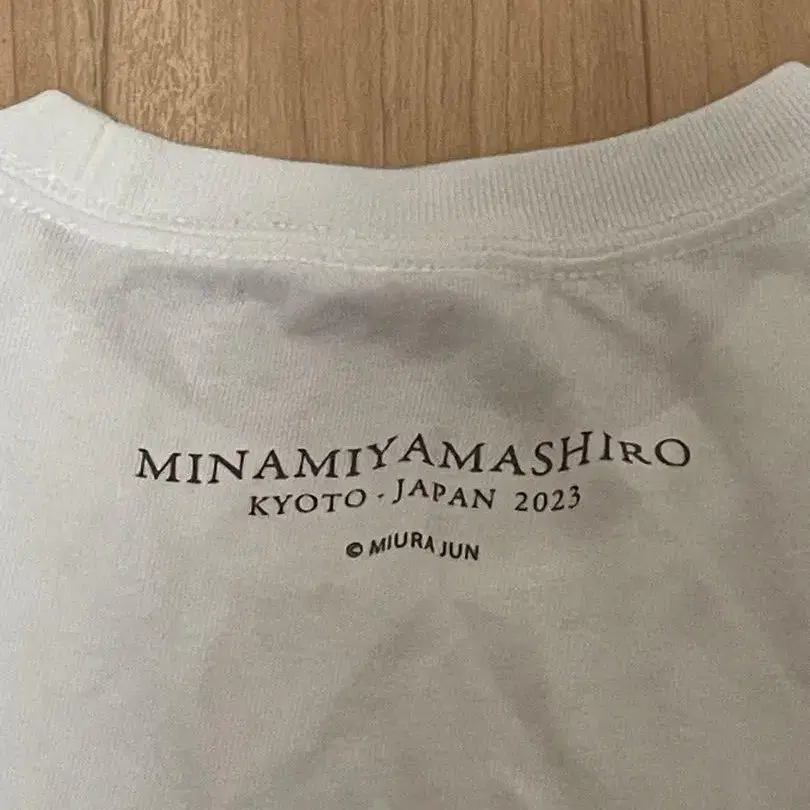 MINAMIYAMASHIRO
KYOTO · JAPAN 2023
© MIURA JUN